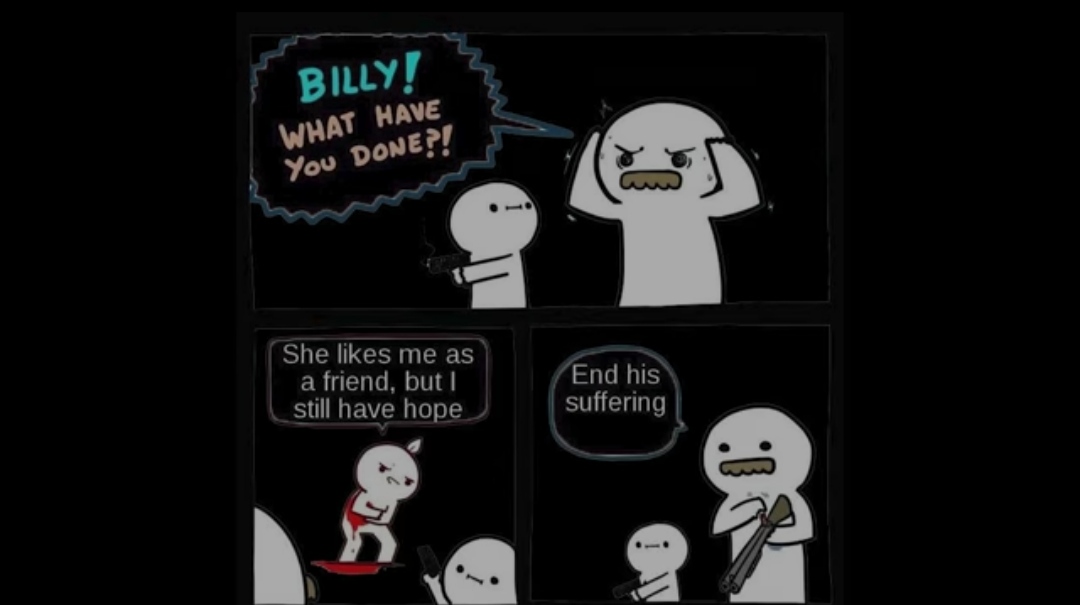 BILLY!
WHAT HAVE
YOU DONE?!
She likes me as
a friend, but I
still have hope
End his
suffering